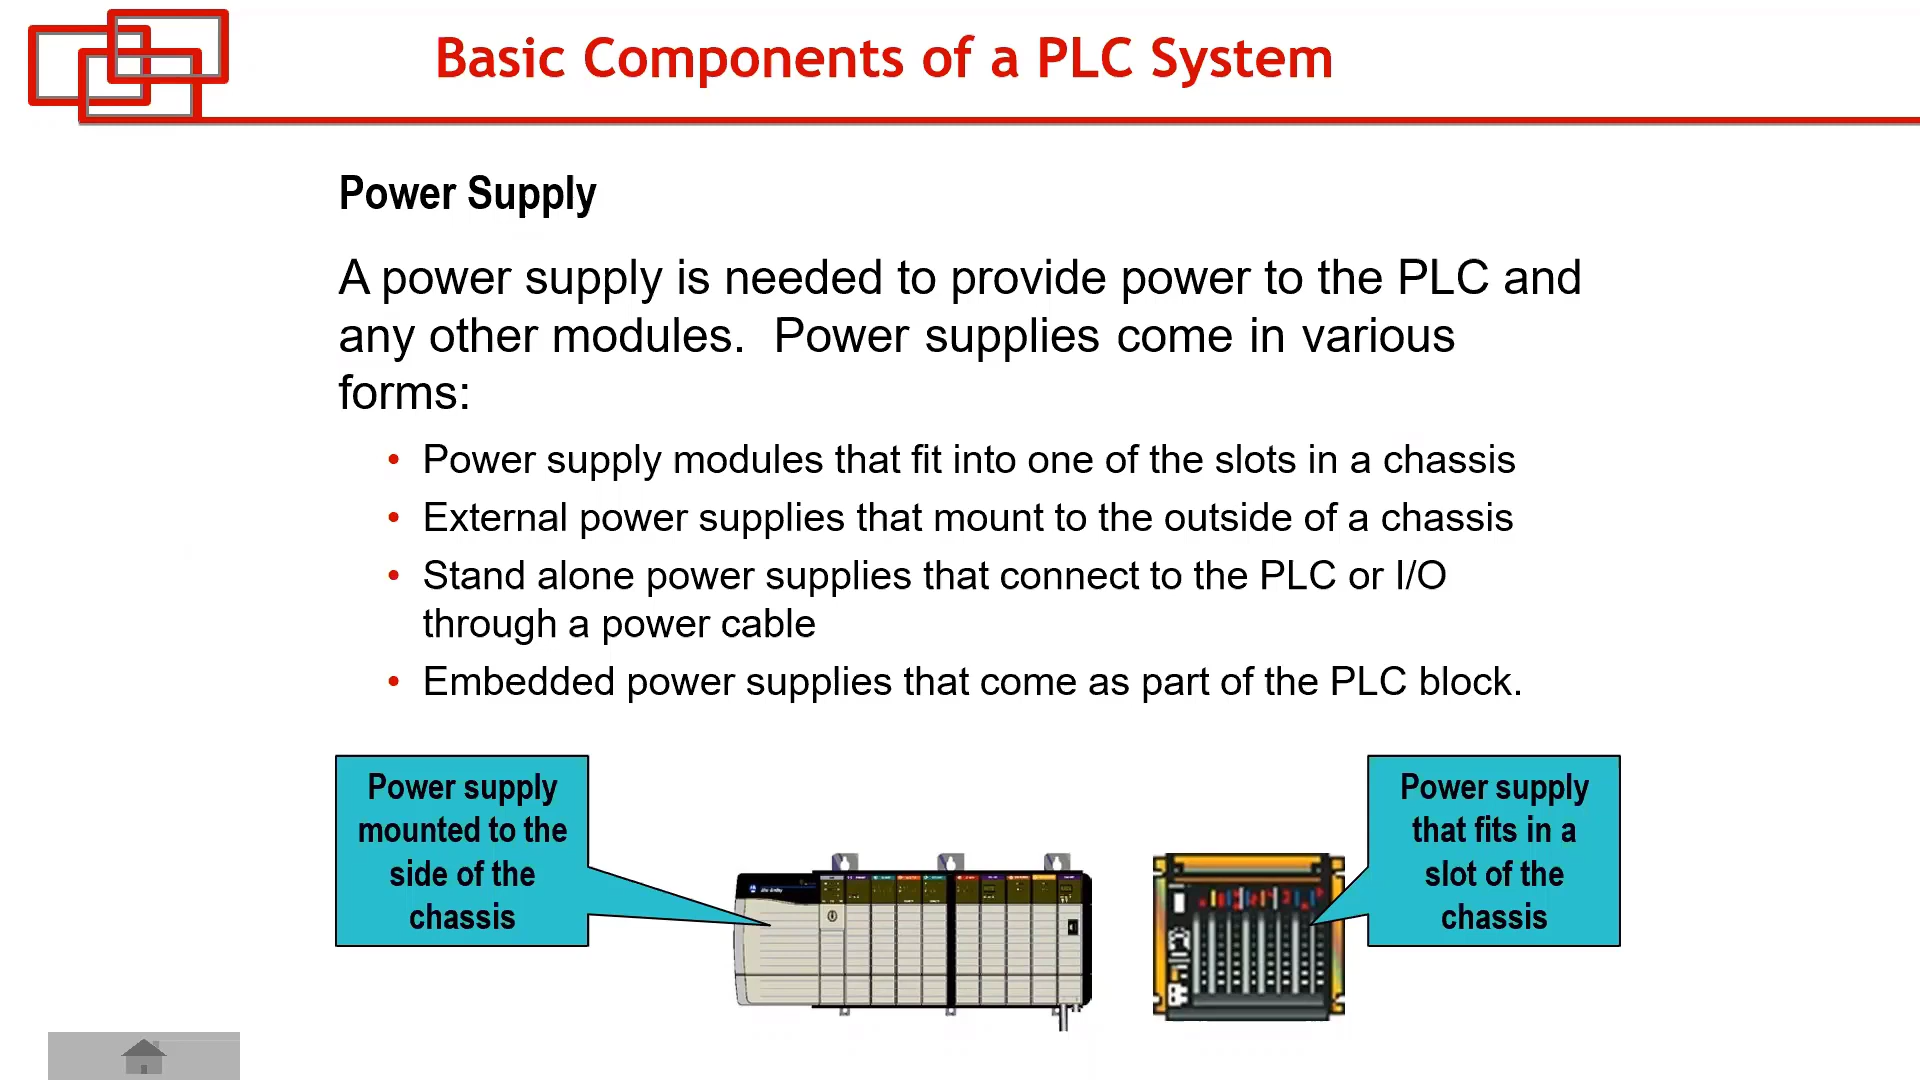 Basic Components of a PLC System
Power Supply
A power supply is needed to provide power to the PLC and
any other modules.  Power supplies come in various
forms:
• Power supply modules that fit into one of the slots in a chassis
• External power supplies that mount to the outside of a chassis
• Stand alone power supplies that connect to the PLC or I/O
through a power cable
• Embedded power supplies that come as part of the PLC block.
Power supply
mounted to the
side of the
chassis
Power supply
that fits in a
slot of the
chassis